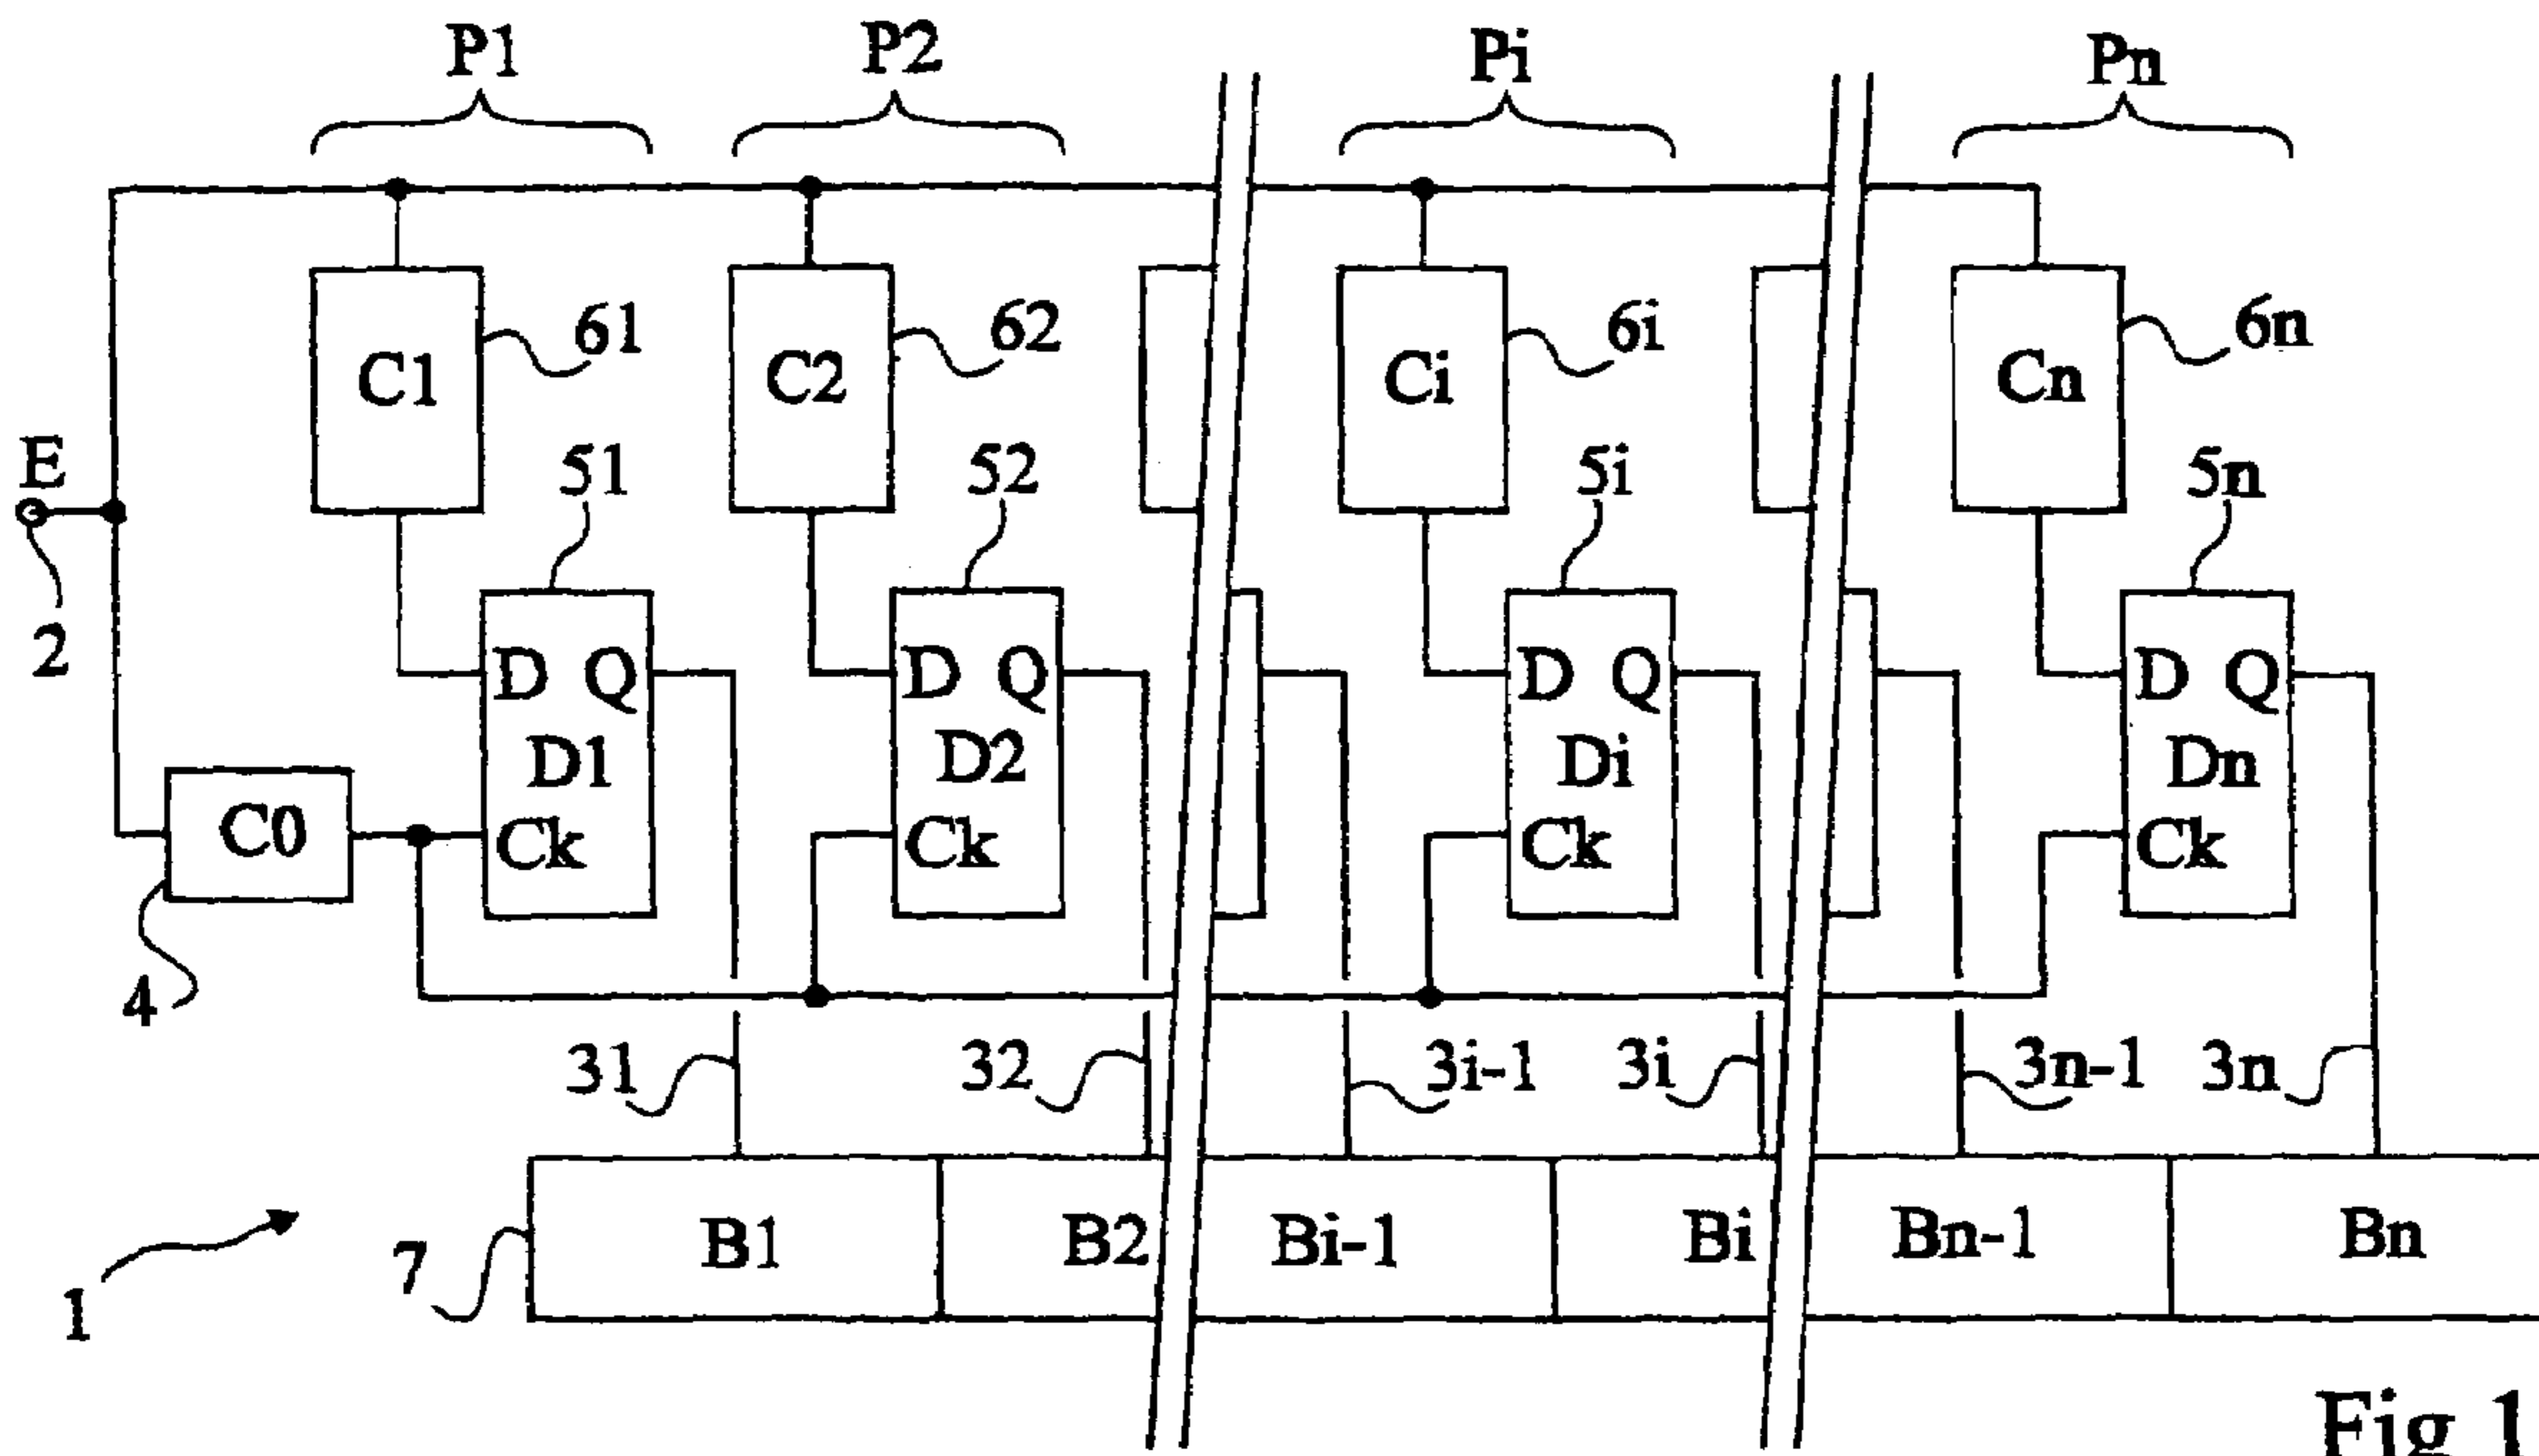 P1 P2 Pi Pn
C1 61 C2 62 Ci 6i Cn 6n
E 51 52 5i 5n
2 D Q D Q D Q D Q
D1 D2 Di Dn
C0 Ck Ck Ck Ck
4
31 32 3i-1 3i 3n-1 3n
7 B1 B2 Bi-1 Bi Bn-1 Bn
1
Fig 1